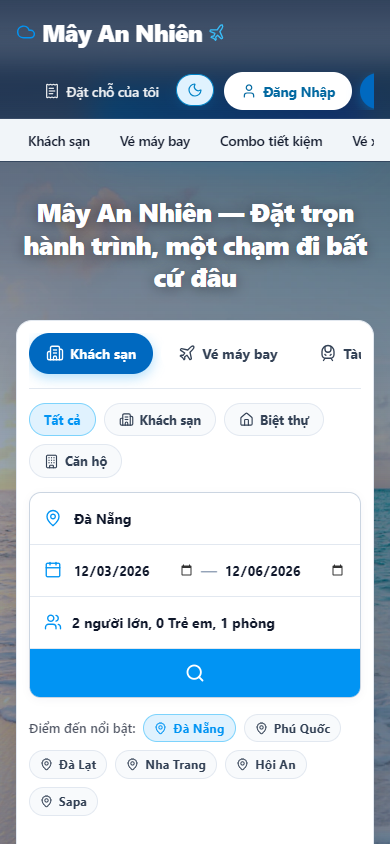 Mây An Nhiên
Đặt chỗ của tôi
Đăng Nhập
Khách sạn
Vé máy bay
Combo tiết kiệm
Vé
Mây An Nhiên — Đặt trọn
hành trình, một chạm đi bất
cứ đâu
Khách sạn
Vé máy bay
Tất cả
Khách sạn
Biệt thự
Căn hộ
Đà Nẵng
12/03/2026 — 12/06/2026
2 người lớn, 0 Trẻ em, 1 phòng
Điểm đến nổi bật: Đà Nẵng Phú Quốc
Đà Lạt Nha Trang Hội An
Sapa